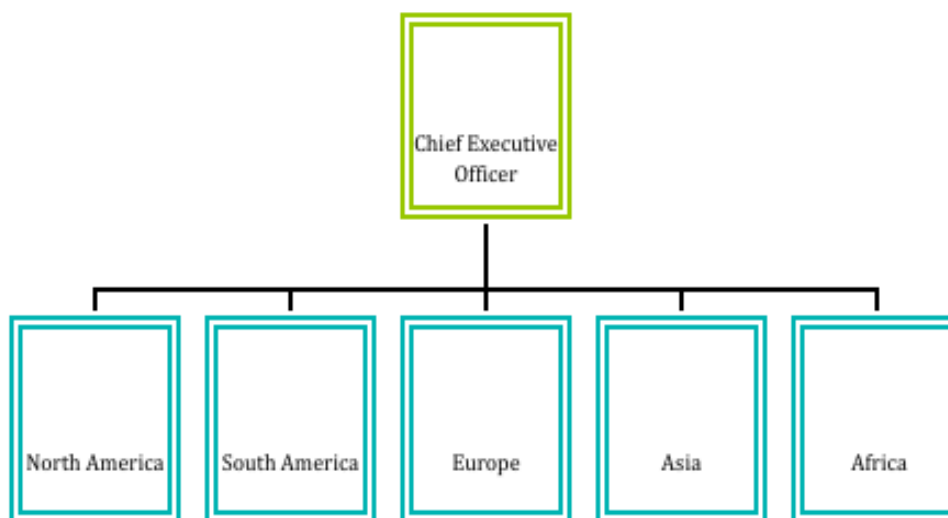 Chief Executive
Officer
North America
South America
Europe
Asia
Africa